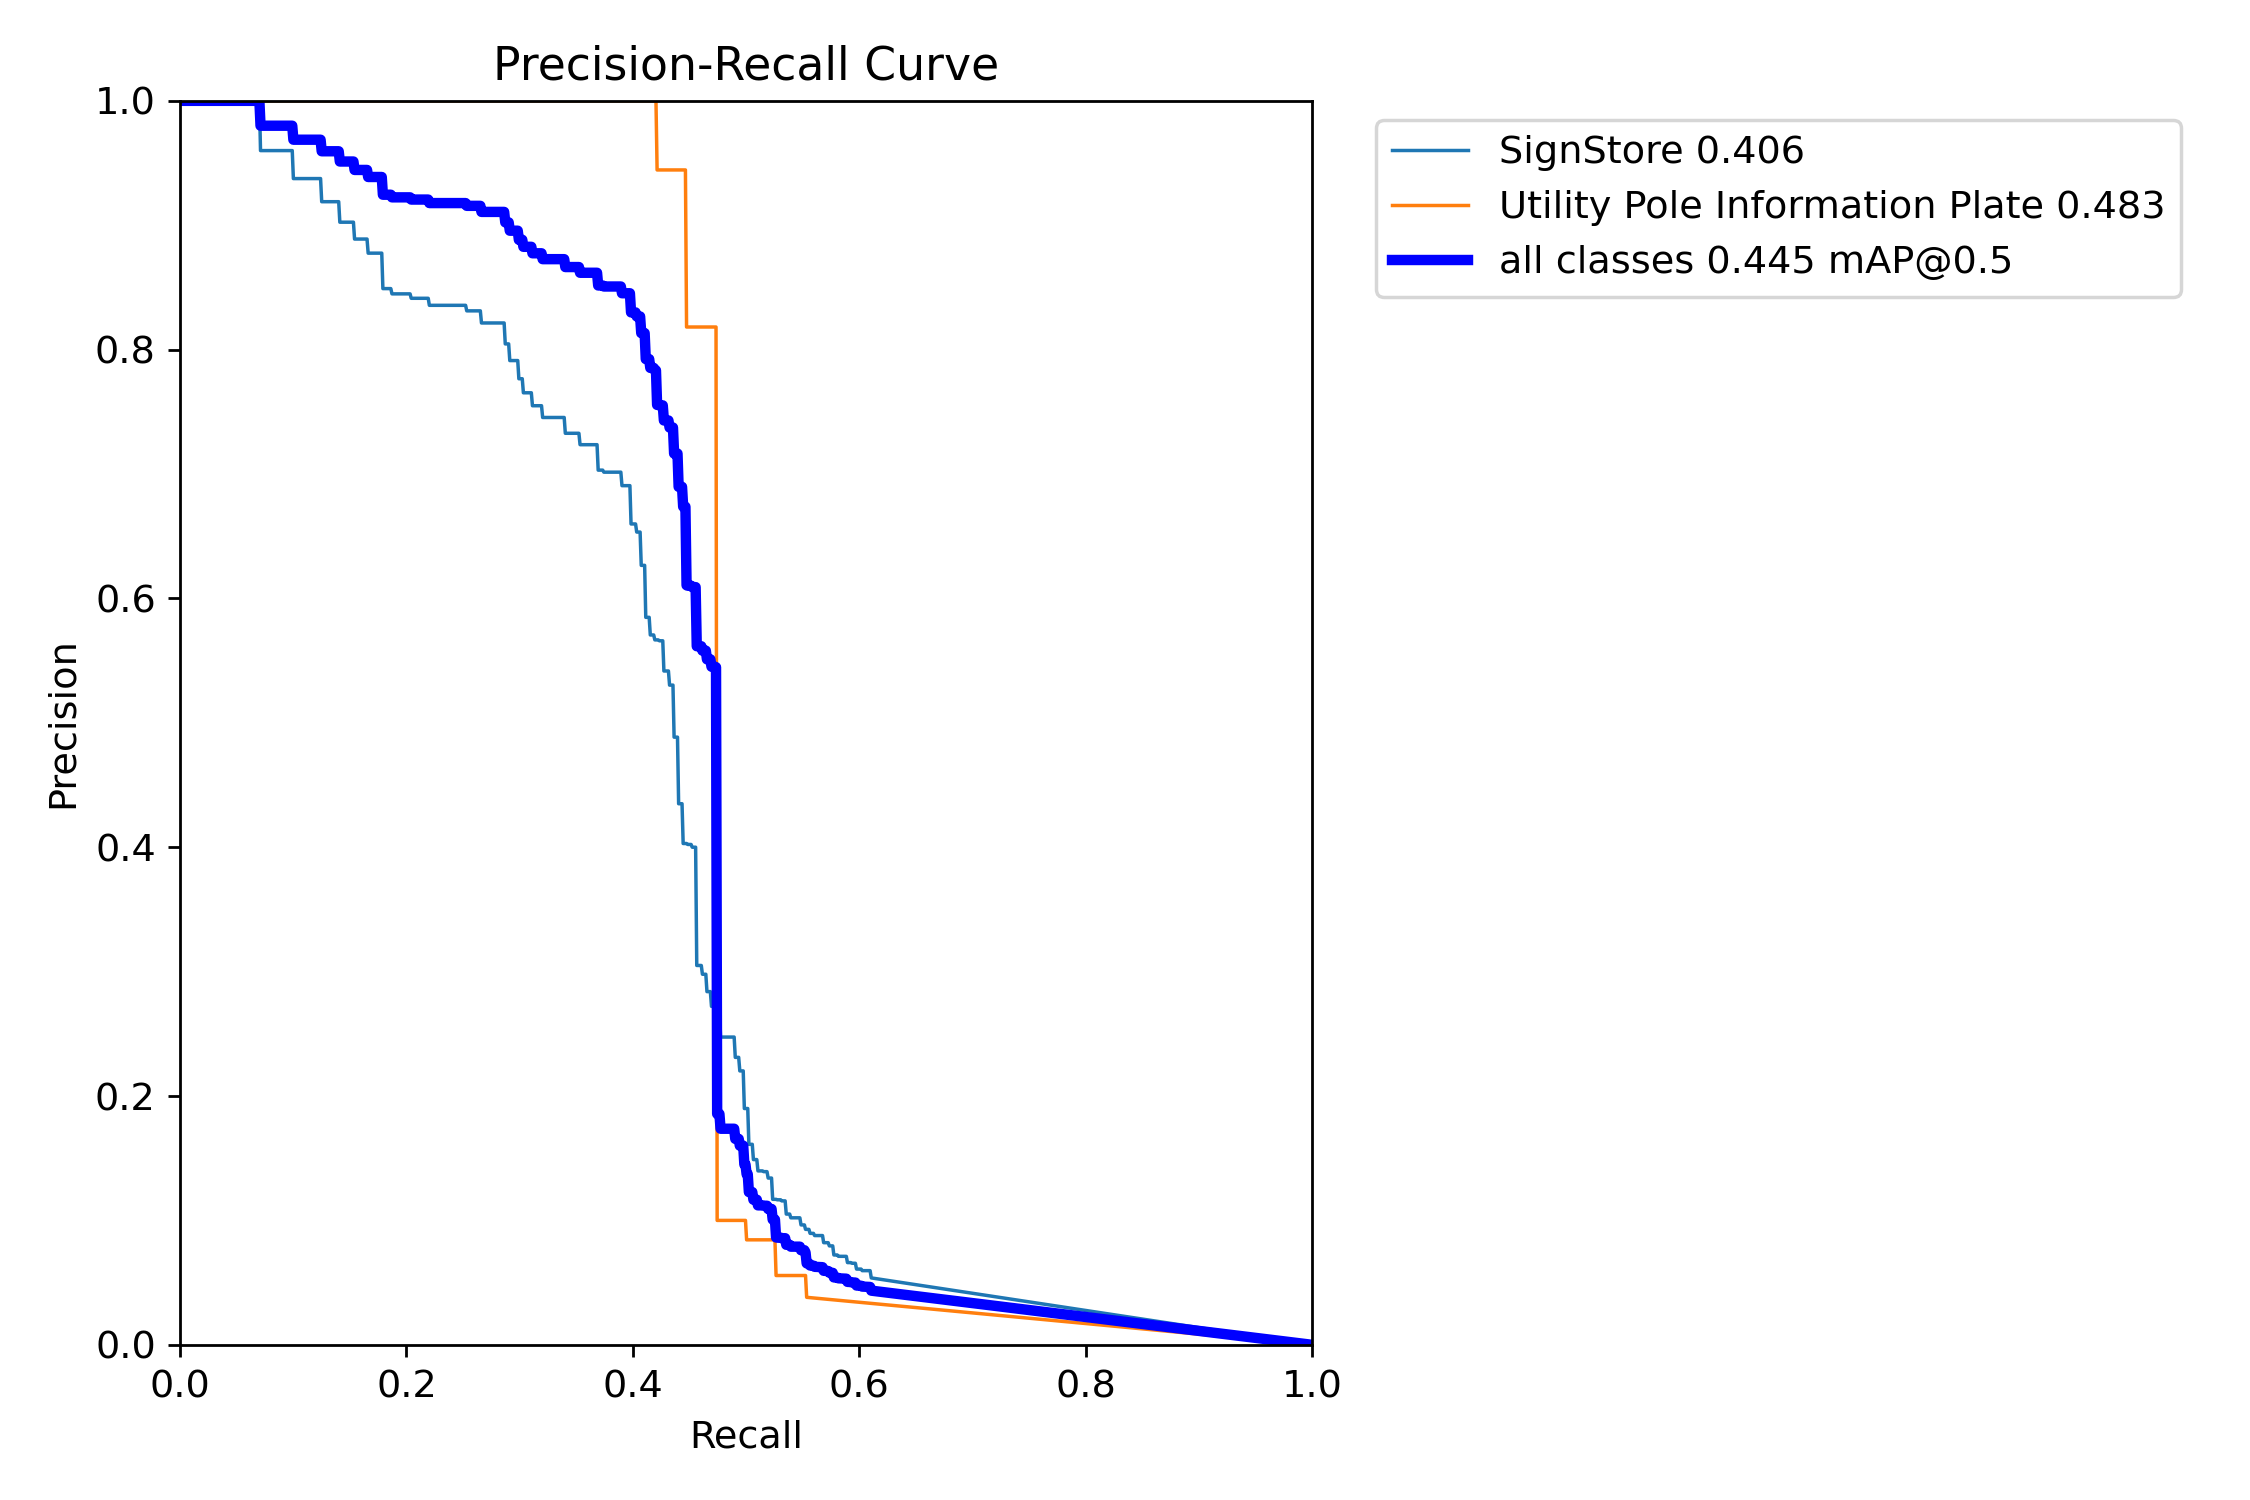 Precision-Recall Curve
1.0
0.8
0.6
0.4
0.2
0.0
Precision
0.0 0.2 0.4 0.6 0.8 1.0
Recall
SignStore 0.406
Utility Pole Information Plate 0.483
all classes 0.445 mAP@0.5